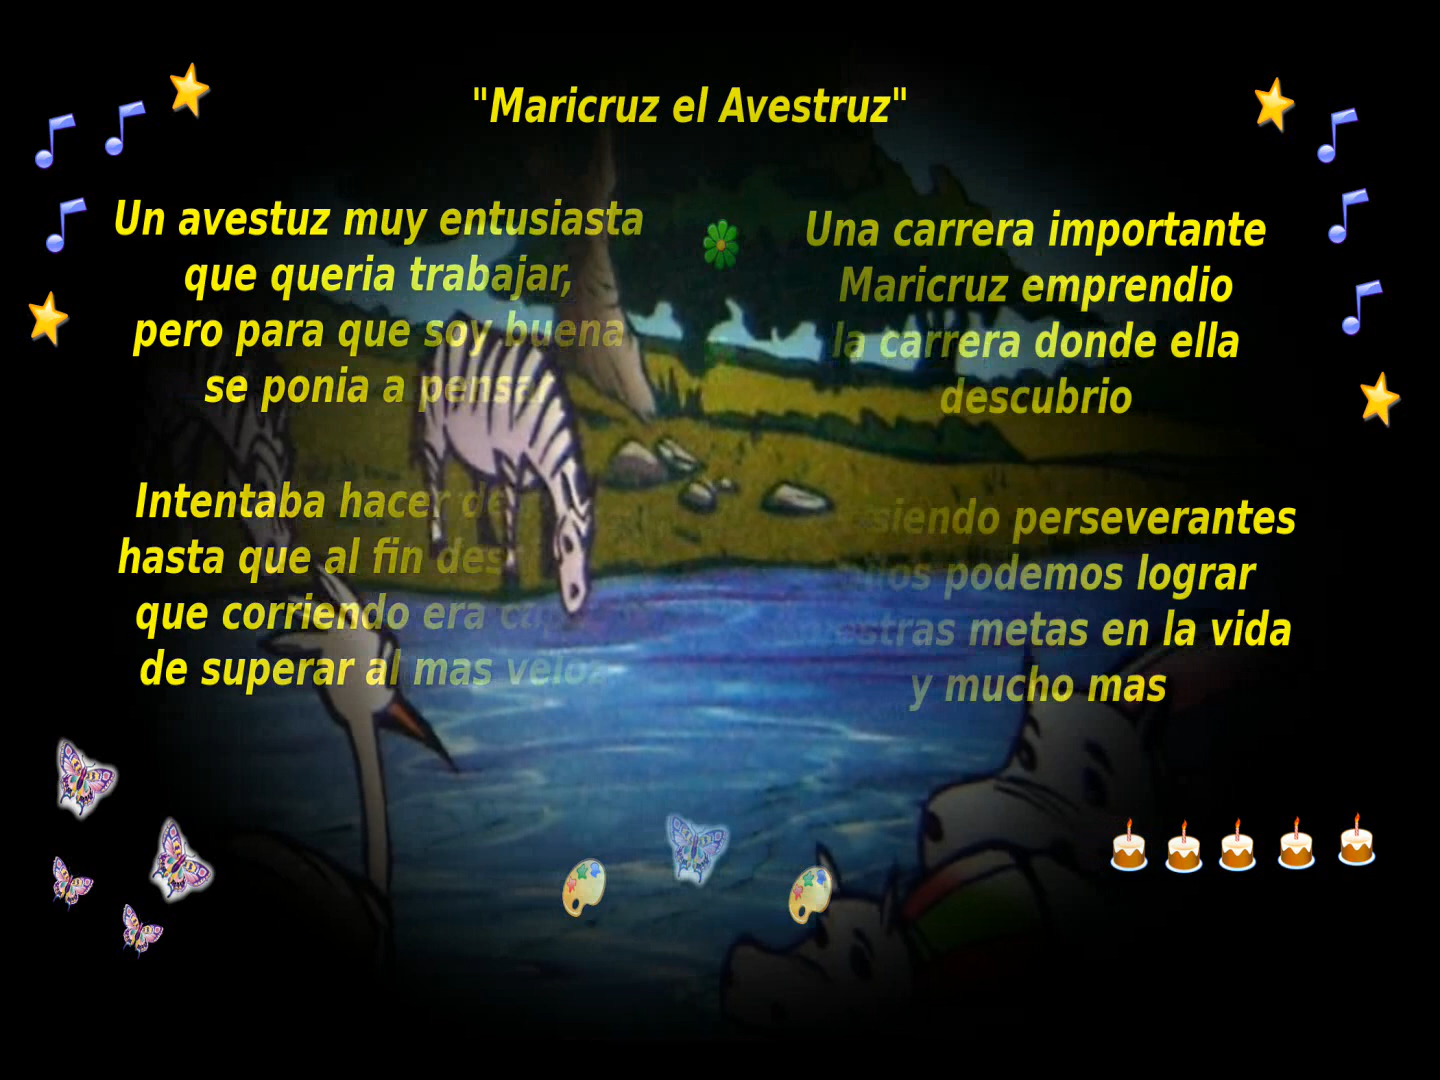 "Maricruz el Avestruz"
Un avestuz muy entusiasta
que queria trabajar,
pero para que soy buena
se ponia a pensar
Intentaba hacer de
hasta que al fin
que corriendo era
de superar al mas veloz
Una carrera importante
Maricruz emprendio
la carrera donde ella
descubrio
siendo perseverantes
podemos lograr
nuestras metas en la vida
y mucho mas